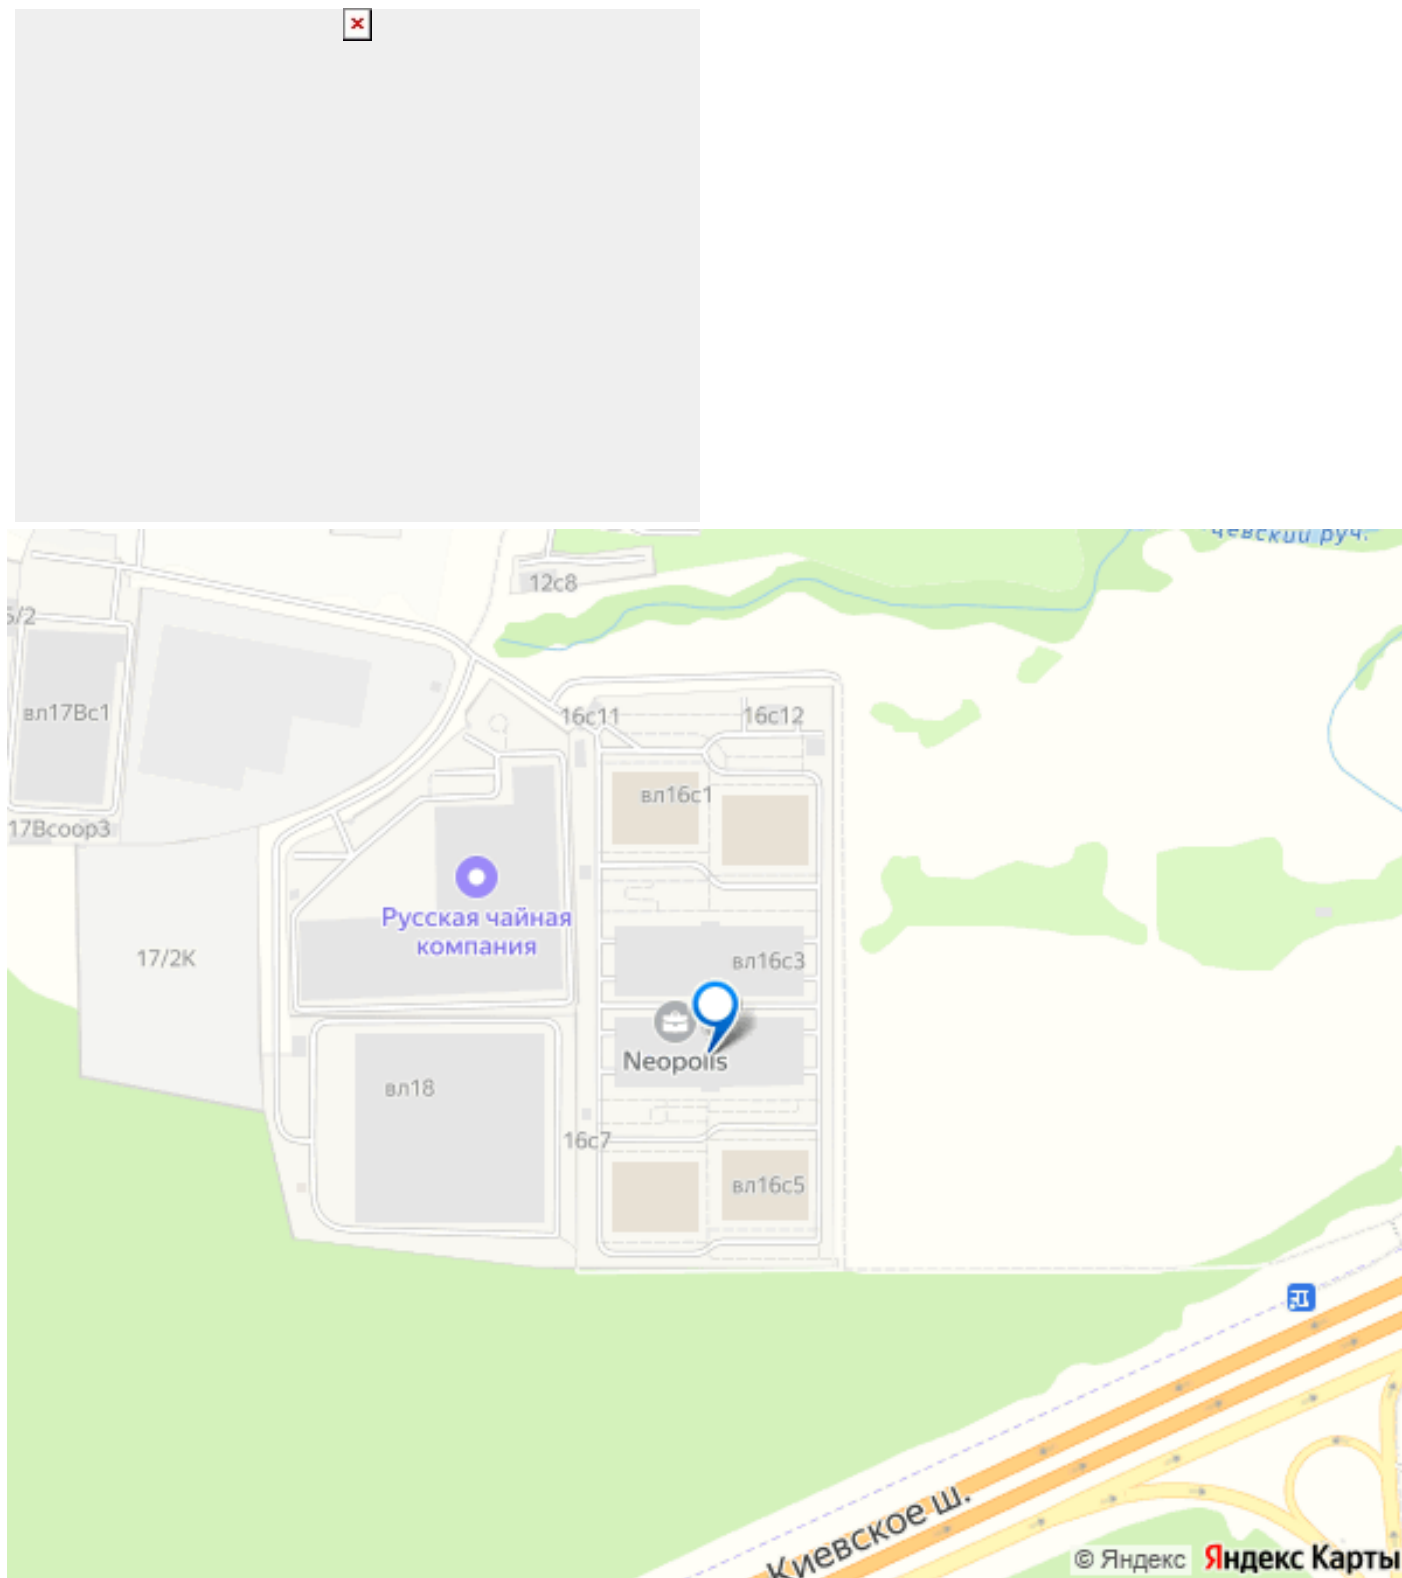 чевский руч.
12с8
5/2
вл17Вс1
16с11
16с12
вл16с1
17Всоор3
Русская чайная
компания
17/2К
вл16с3
Neopolis
вл18
16с7
вл16с5
Киевское ш.
© Яндекс Яндекс Карты